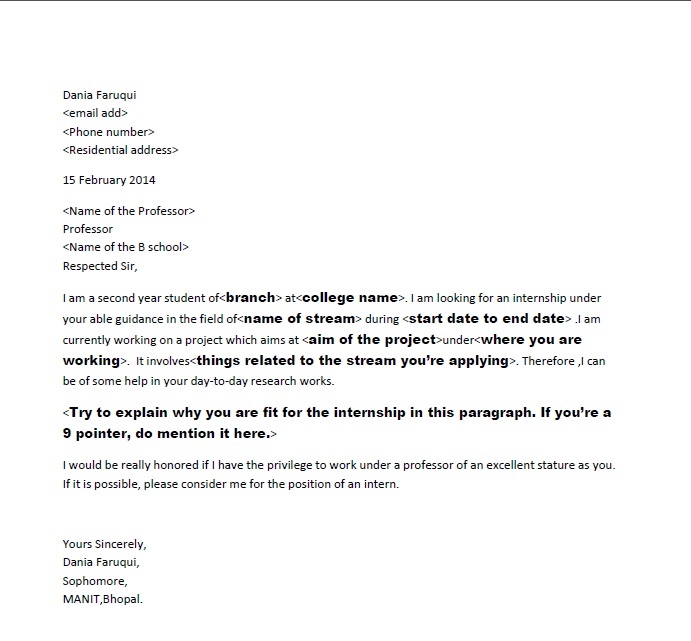 Dania Faruqui
<email add>
<Phone number>
<Residential address>
15 February 2014
<Name of the Professor>
Professor
<Name of the B school>
Respected Sir,
I am a second year student of<branch> at<college name>. I am looking for an internship under
your able guidance in the field of<name of stream> during <start date to end date> .I am
currently working on a project which aims at <aim of the project>under<where you are
working>.  It involves<things related to the stream you’re applying>. Therefore ,I can
be of some help in your day-to-day research works.
<Try to explain why you are fit for the internship in this paragraph. If you’re a
9 pointer, do mention it here.>
I would be really honored if I have the privilege to work under a professor of an excellent stature as you.
If it is possible, please consider me for the position of an intern.
Yours Sincerely,
Dania Faruqui,
Sophomore,
MANIT,Bhopal.